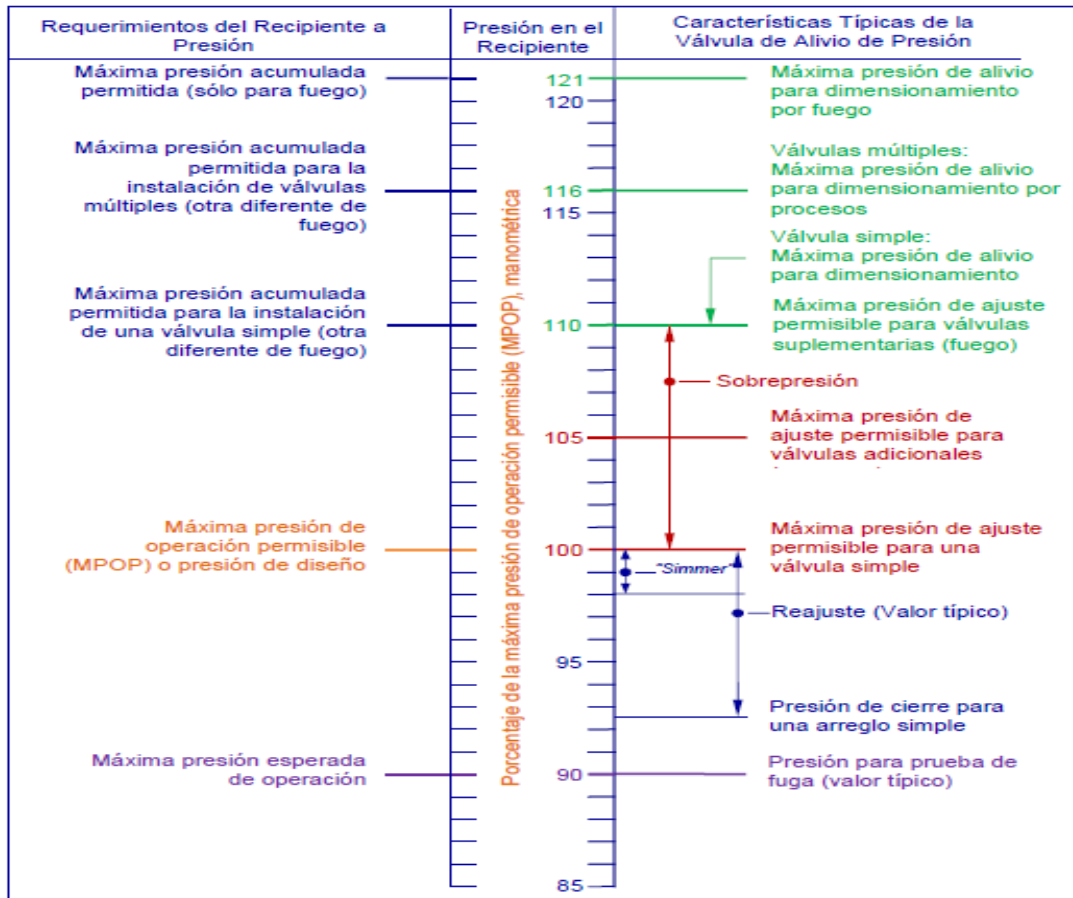 Requerimientos del Recipiente a
Presión
Presión en el
Recipiente
Características Típicas de la
Válvula de Alivio de Presión
Máxima presión acumulada
permitida (sólo para fuego)
Máxima presión acumulada
permitida para la
instalación de válvulas
múltiples (otra diferente de
fuego)
Máxima presión acumulada
permitida para la instalación
de una válvula simple (otra
diferente de fuego)
Máxima presión de
operación permisible
(MPOP) o presión de diseño
Máxima presión esperada
de operación
Porcentaje de la máxima presión de operación permisible (MPOP), manométrica
121
120
116
115
110
105
100
95
90
85
Máxima presión de alivio
para dimensionamiento
por fuego
Válvulas múltiples:
Máxima presión de alivio
para dimensionamiento por
procesos
Válvula simple:
Máxima presión de alivio
para dimensionamiento
Máxima presión de ajuste
permisible para válvulas
suplementarias (fuego)
Sobrepresión
Máxima presión de
ajuste permisible para
válvulas adicionales
Máxima presión de ajuste
permisible para una
válvula simple
"Simmer"
Reajuste (Valor típico)
Presión de cierre para
una arreglo simple
Presión para prueba de
fuga (valor típico)